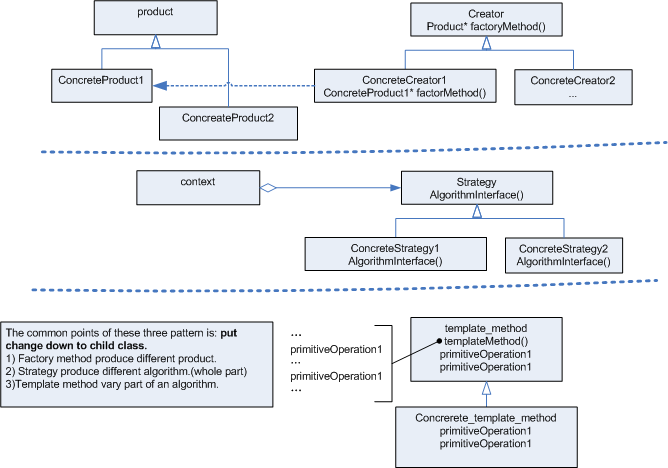 product
Creator
Product* factoryMethod()
ConcreteProduct1
ConcreteCreator1
ConcreteProduct1* factorMethod()
ConcreteCreator2
...
ConcreateProduct2
context
Strategy
AlgorithmInterface()
ConcreteStrategy1
AlgorithmInterface()
ConcreteStrategy2
AlgorithmInterface()
The common points of these three pattern is: put
change down to child class.
1) Factory method produce different product.
2) Strategy produce different algorithm.(whole part)
3)Template method vary part of an algorithm.
...
primitiveOperation1
...
primitiveOperation1
...
template_method
templateMethod()
primitiveOperation1
primitiveOperation1
Concrerete_template_method
primitiveOperation1
primitiveOperation1